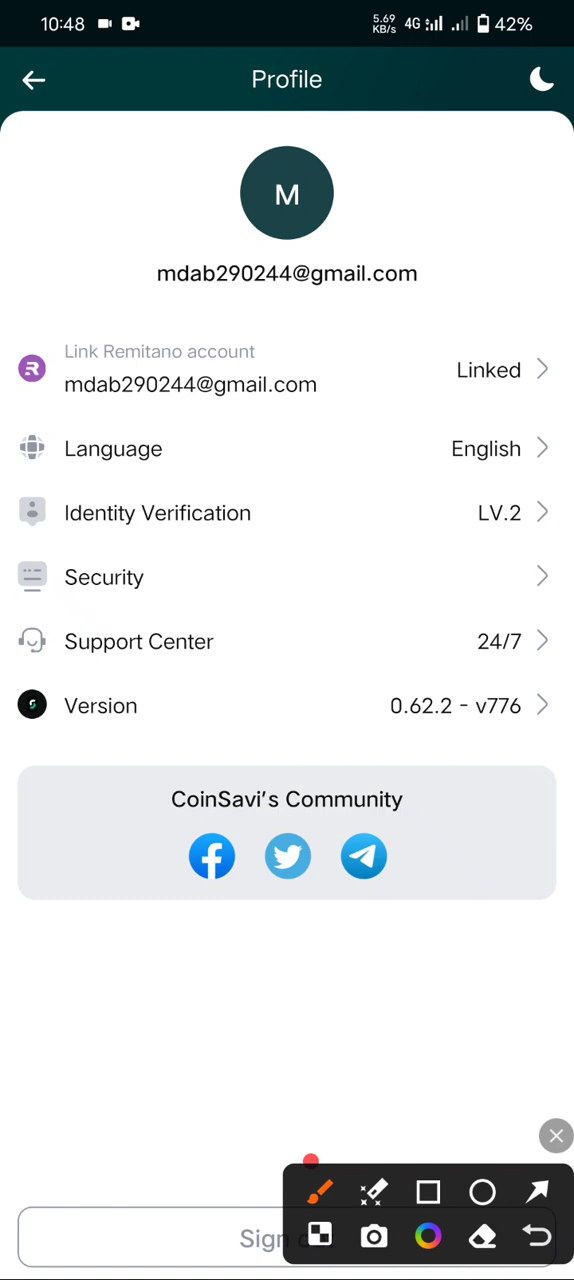 10:48
5.69 KB/s
4G
42%
Profile
M
mdab290244@gmail.com
Link Remitano account
mdab290244@gmail.com
Linked
Language
English
Identity Verification
LV.2
Security
Support Center
24/7
Version
0.62.2 - v776
CoinSavi's Community
Sign